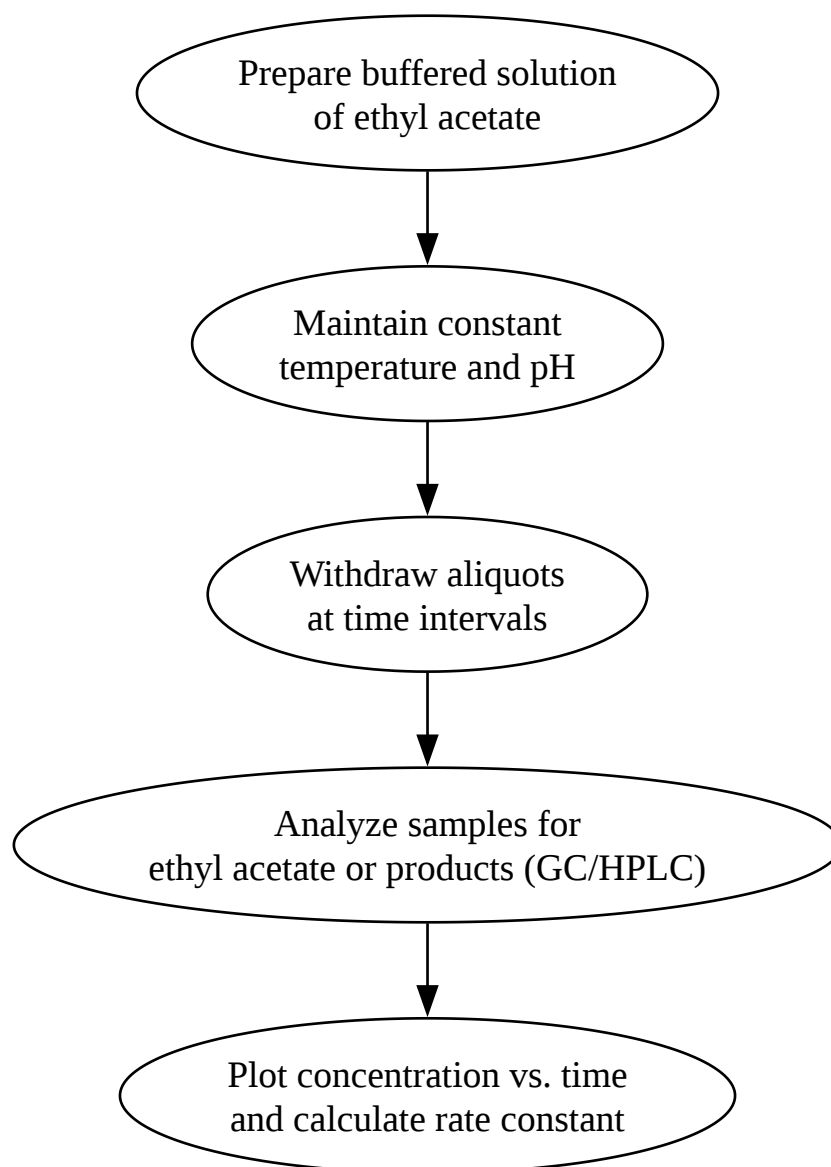 Prepare buffered solution
of ethyl acetate
Maintain constant
temperature and pH
Withdraw aliquots
at time intervals
Analyze samples for
ethyl acetate or products (GC/HPLC)
Plot concentration vs. time
and calculate rate constant